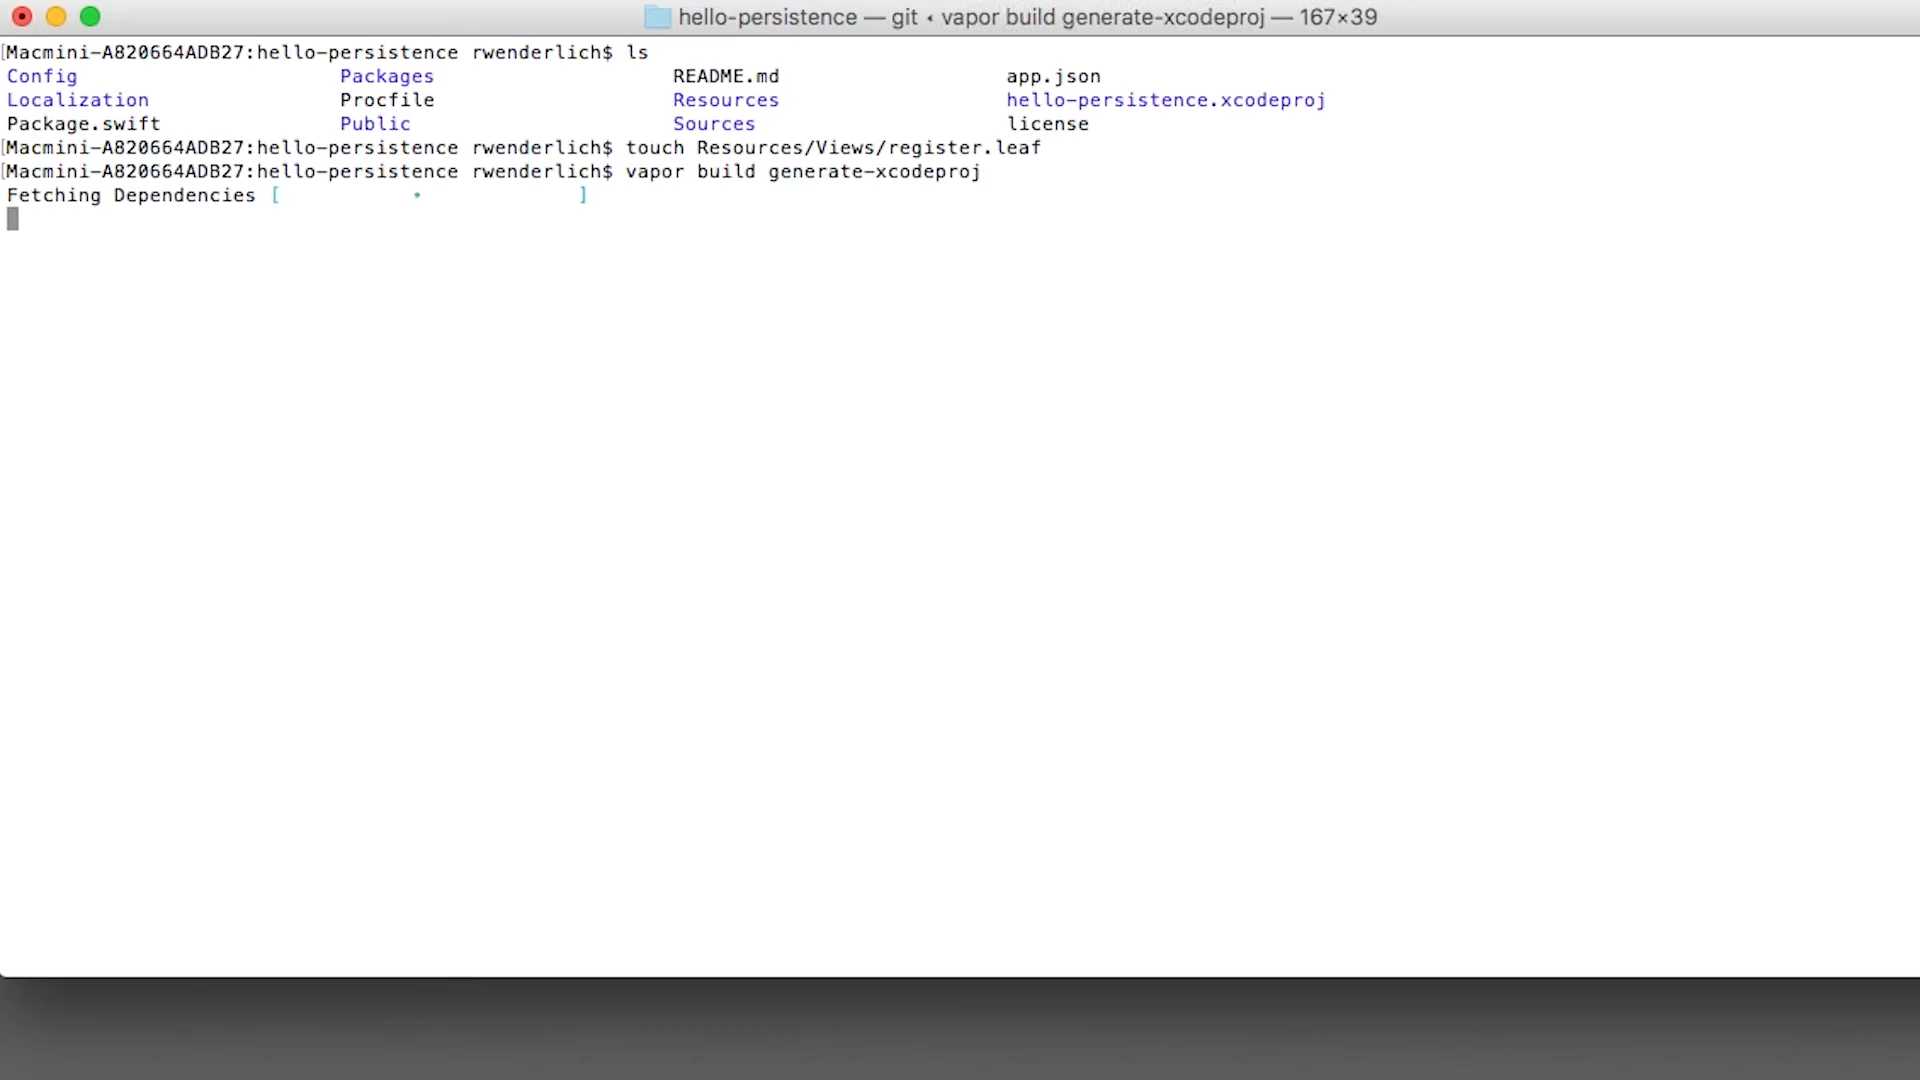 hello-persistence — git ◂ vapor build generate-xcodeproj — 167×39
[Macmini-A820664ADB27:hello-persistence rwenderlich$ ls
Config Packages README.md app.json
Localization Procfile Resources hello-persistence.xcodeproj
Package.swift Public Sources license
[Macmini-A820664ADB27:hello-persistence rwenderlich$ touch Resources/Views/register.leaf
[Macmini-A820664ADB27:hello-persistence rwenderlich$ vapor build generate-xcodeproj
Fetching Dependencies [ • ]